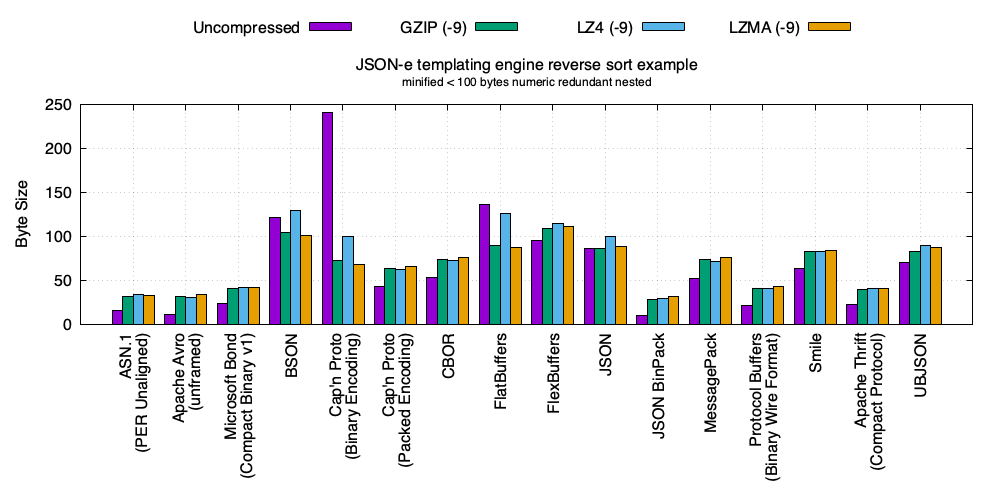 Uncompressed GZIP (-9) LZ4 (-9) LZMA (-9)
JSON-e templating engine reverse sort example
minified < 100 bytes numeric redundant nested
Byte Size
250
200
150
100
50
0
ASN.1
(PER Unaligned)
Apache Avro
(unframed)
Microsoft Bond
(Compact Binary v1)
BSON
Cap'n Proto
(Binary Encoding)
Cap'n Proto
(Packed Encoding)
CBOR
FlatBuffers
FlexBuffers
JSON
JSON BinPack
MessagePack
Protocol Buffers
(Binary Wire Format)
Smile
Apache Thrift
(Compact Protocol)
UBJSON